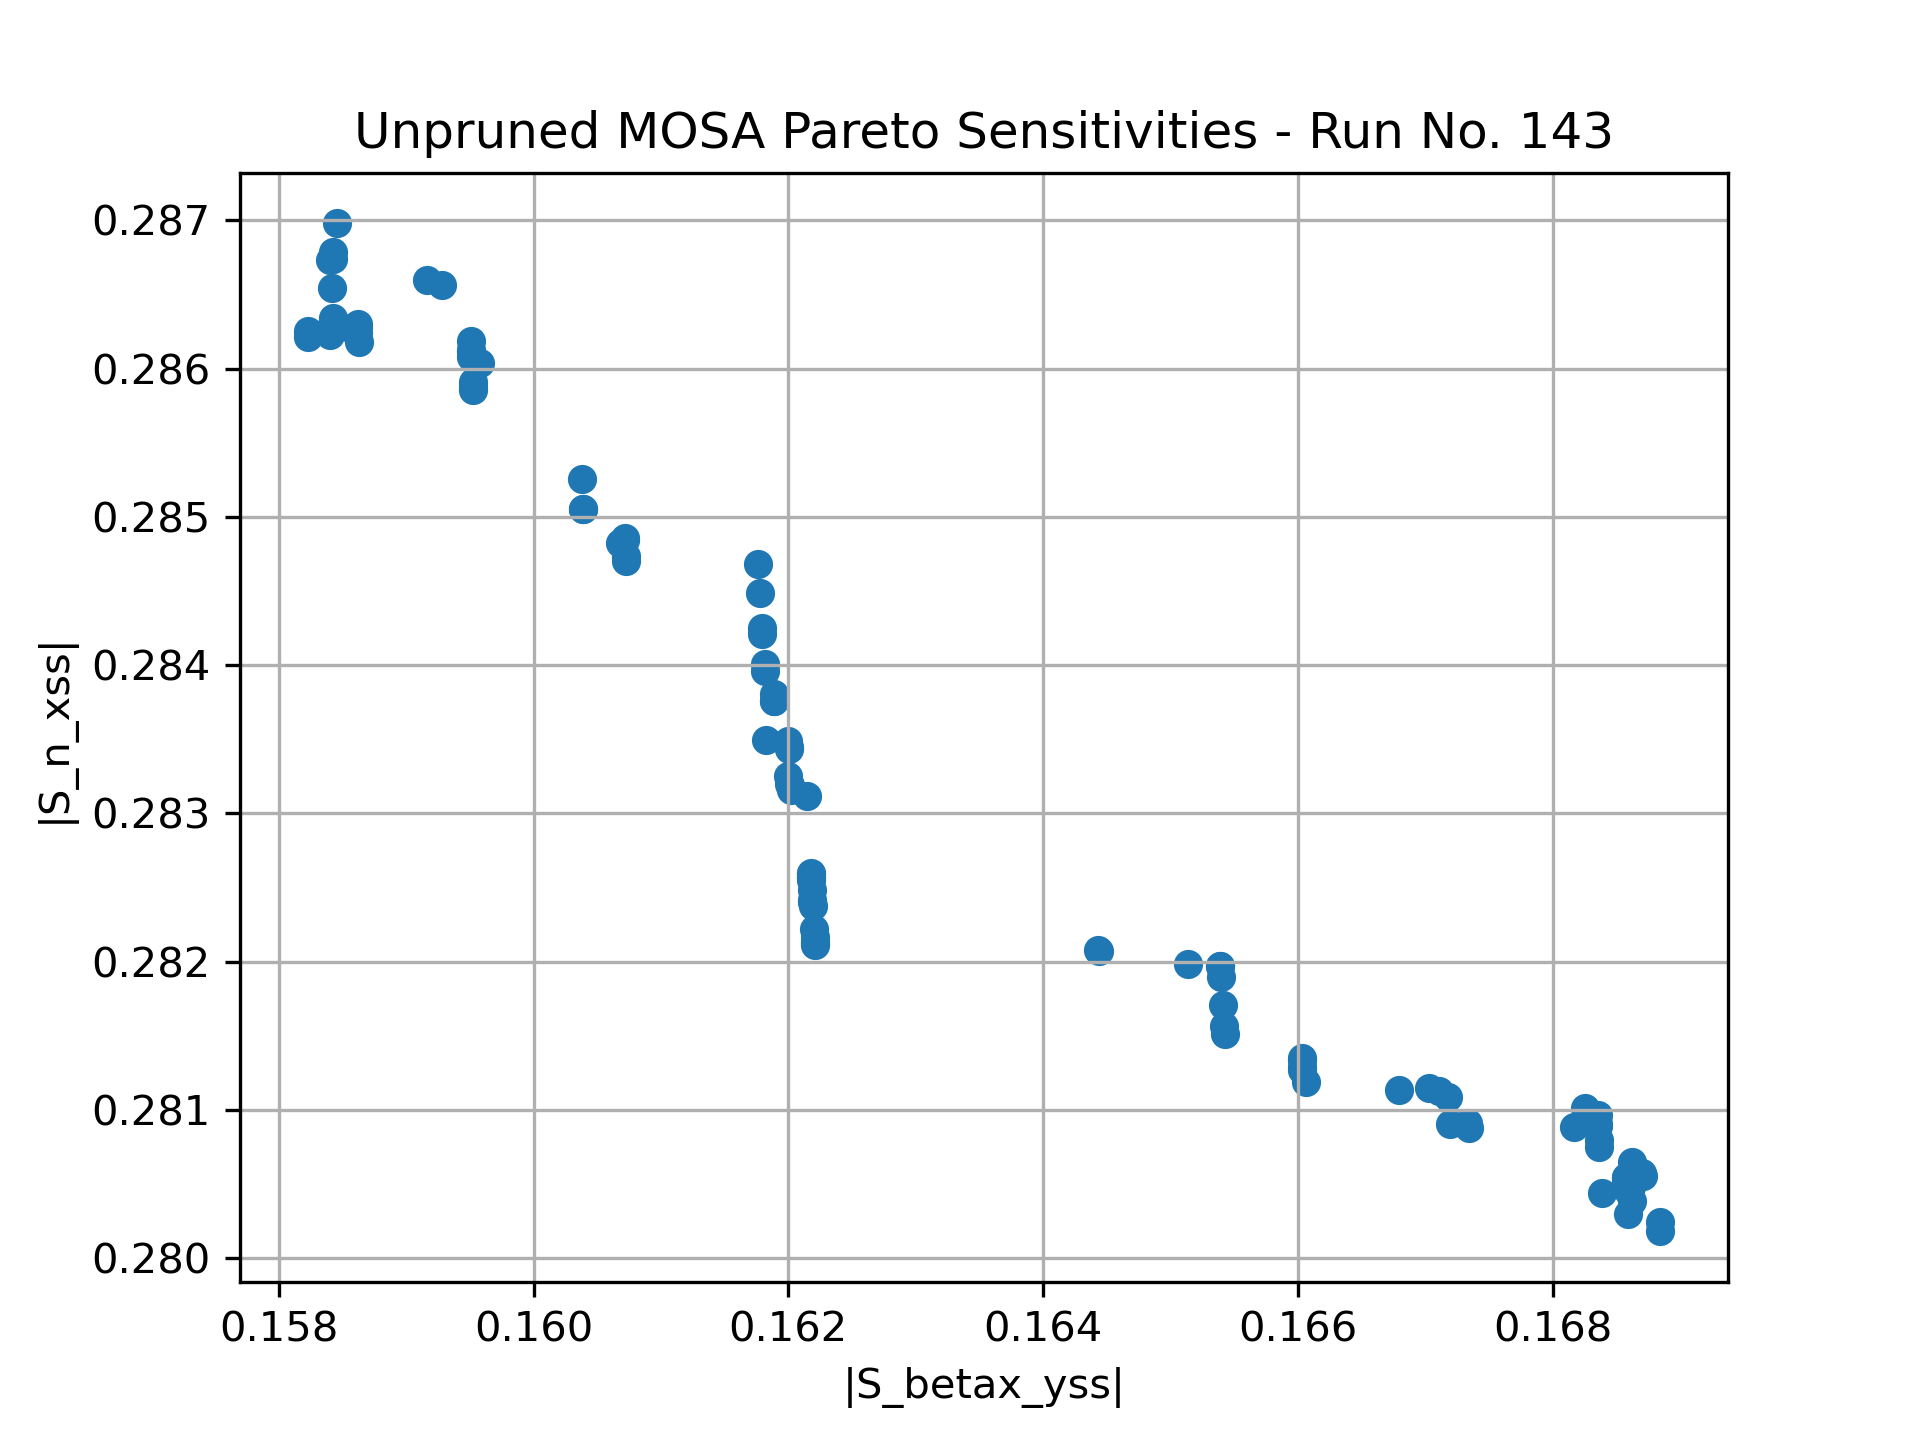 Unpruned MOSA Pareto Sensitivities - Run No. 143
|S_n_xss|
0.287
0.286
0.285
0.284
0.283
0.282
0.281
0.280
0.158 0.160 0.162 0.164 0.166 0.168
|S_betax_yss|